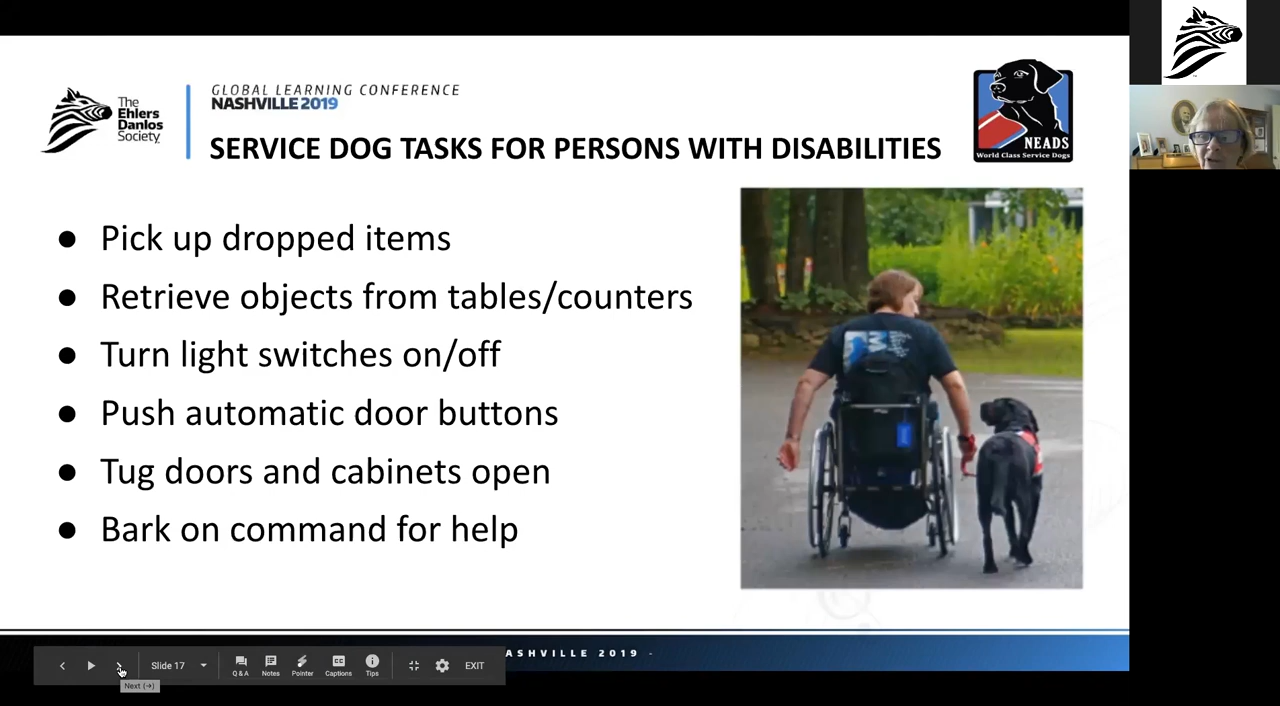 The
Ehlers
Danlos
Society.
GLOBAL LEARNING CONFERENCE
NASHVILLE 2019
SERVICE DOG TASKS FOR PERSONS WITH DISABILITIES
NEADS
World Class Service Dogs
● Pick up dropped items
● Retrieve objects from tables/counters
● Turn light switches on/off
● Push automatic door buttons
● Tug doors and cabinets open
● Bark on command for help
ASHVILLE 2019 -
Slide 17
Q & A
Notes
Pointer
Captions
Tips
EXIT
Next (→)